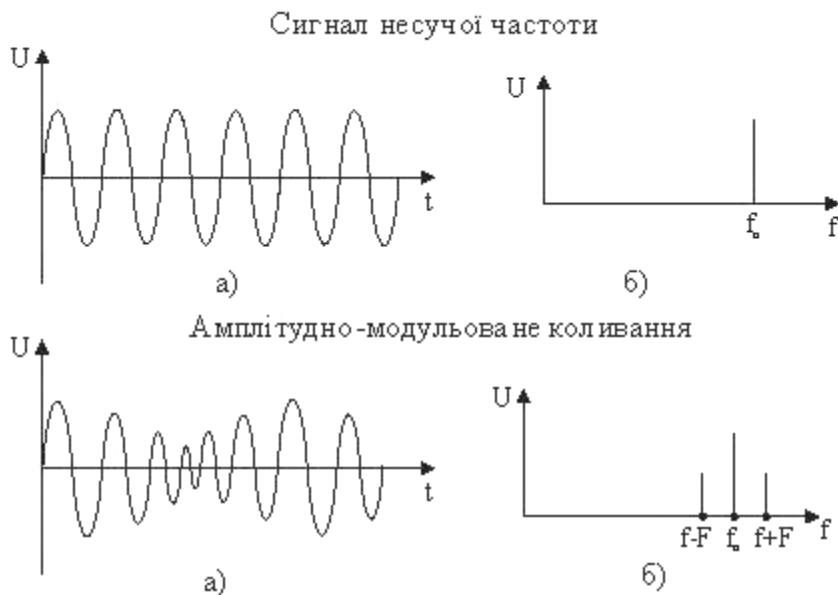 Сигнал несучої частоти
U
t
а)
U
f₀
f
б)
Амплітудно-модульоване коливання
U
t
а)
U
f-F f₀ f+F f
б)